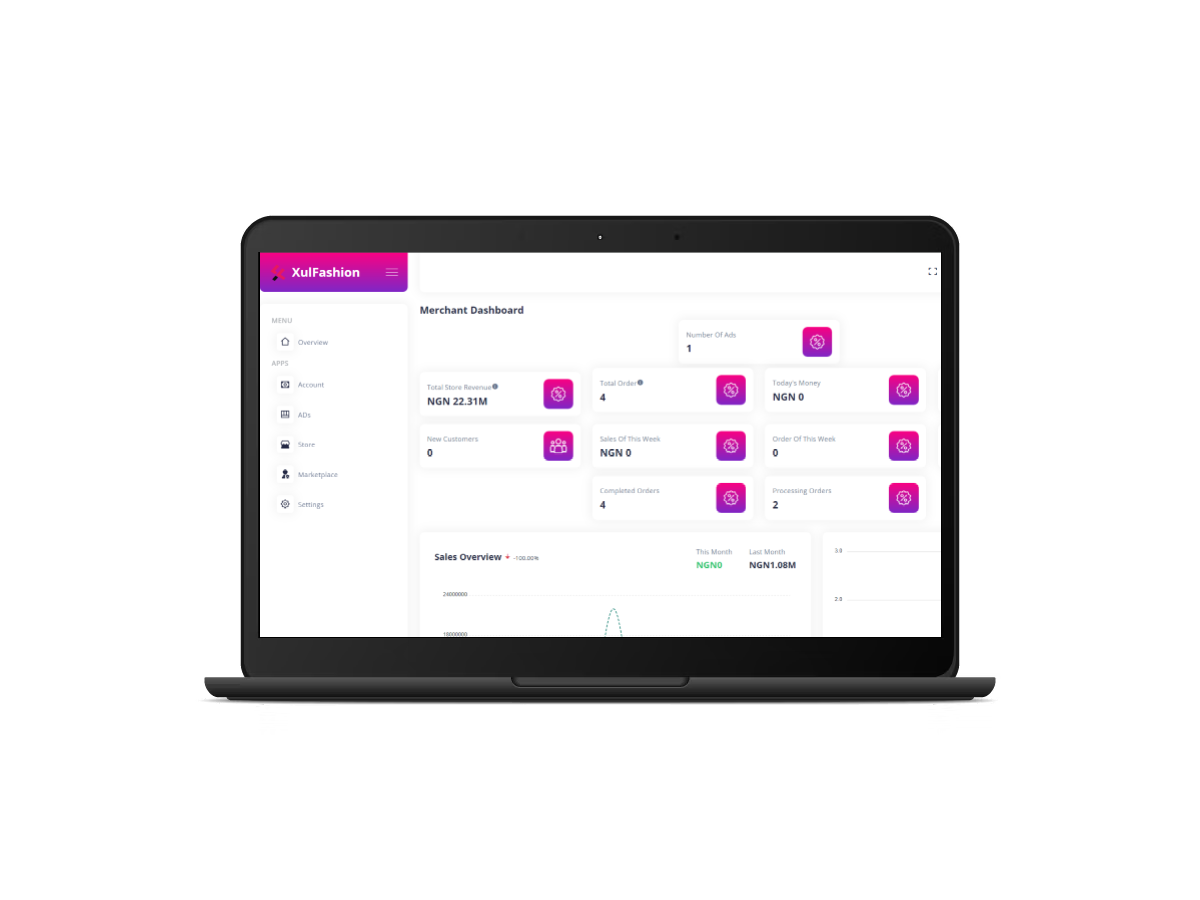 XulFashion
MENU
Overview
APPS
Account
ADs
Store
Marketplace
Settings
Merchant Dashboard
Number Of Ads
1
Total Store Revenue
NGN 22.31M
Total Order
4
Today's Money
NGN 0
New Customers
0
Sales Of This Week
NGN 0
Order Of This Week
0
Completed Orders
4
Processing Orders
2
Sales Overview -100.00%
This Month
NGN0
Last Month
NGN1.08M
24000000
18000000
3.0
2.0